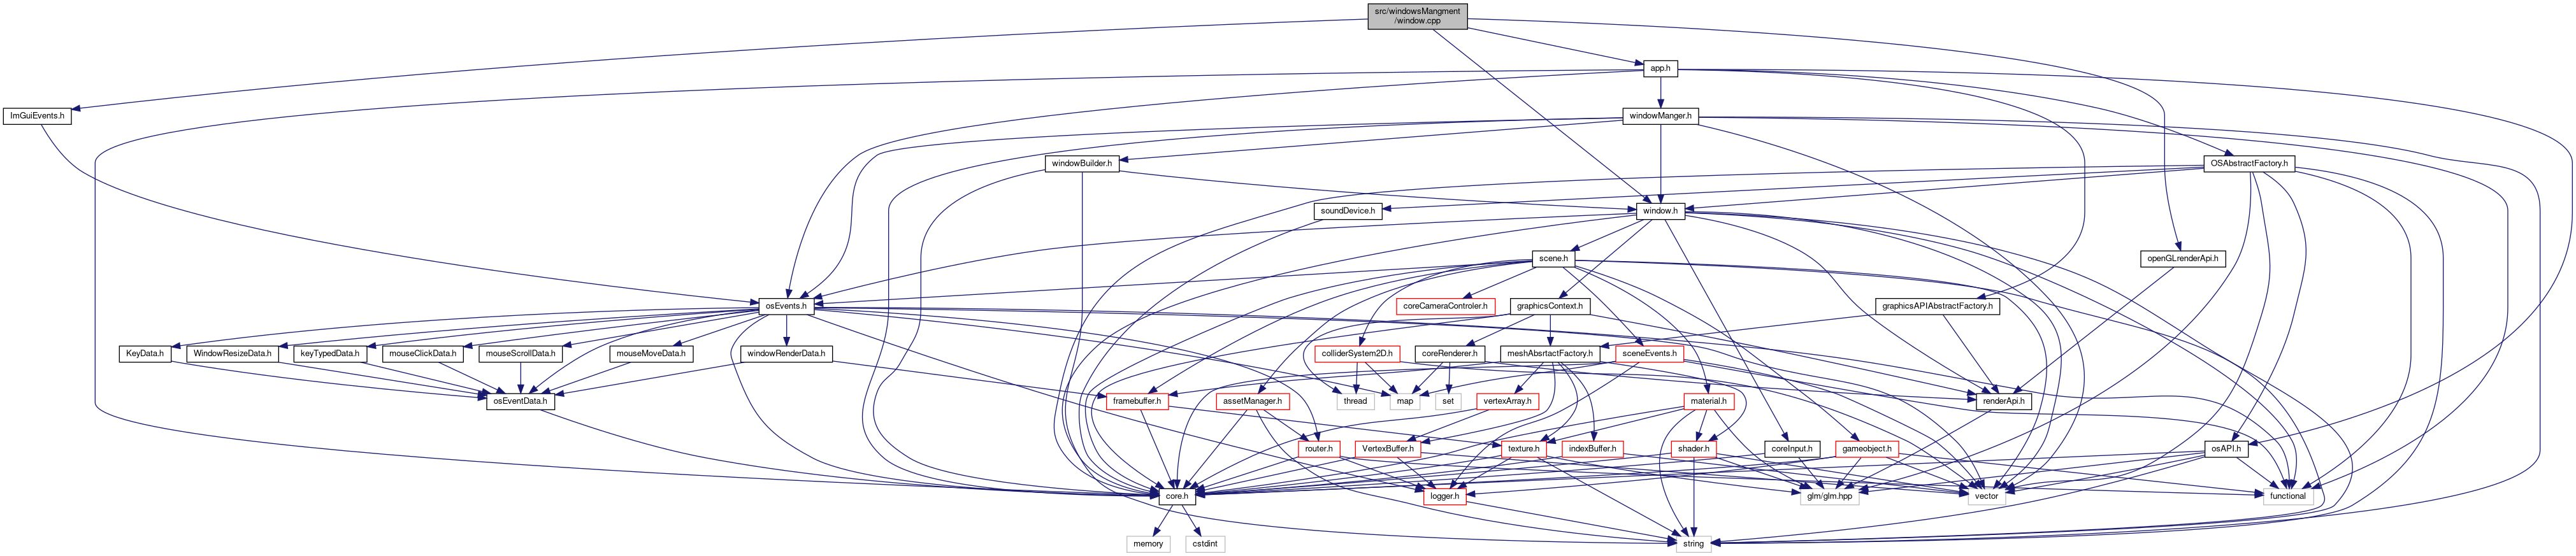 src/windowsMangment
/window.cpp
app.h
ImGuiEvents.h
windowManger.h
windowBuilder.h
OSAbstractFactory.h
soundDevice.h
window.h
scene.h
openGLrenderApi.h
osEvents.h
coreCameraControler.h
graphicsContext.h
graphicsAPIAbstractFactory.h
KeyData.h
WindowResizeData.h
keyTypedData.h
mouseClickData.h
mouseScrollData.h
mouseMoveData.h
windowRenderData.h
colliderSystem2D.h
coreRenderer.h
meshAbsrtactFactory.h
sceneEvents.h
osEventData.h
framebuffer.h
assetManager.h
thread
map
set
vertexArray.h
material.h
renderApi.h
router.h
VertexBuffer.h
texture.h
indexBuffer.h
shader.h
coreInput.h
gameobject.h
osAPI.h
core.h
logger.h
glm/glm.hpp
vector
functional
memory
cstdint
string